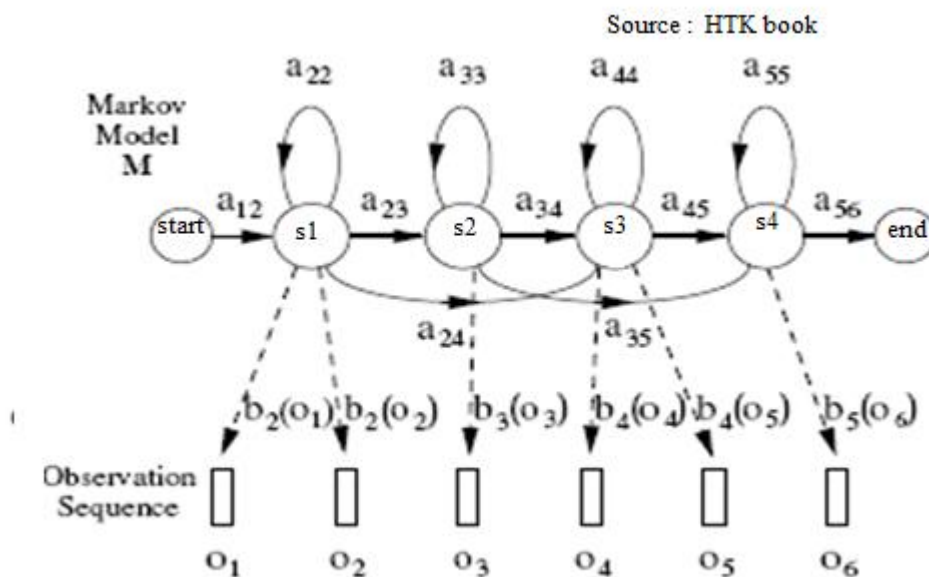 Source : HTK book
a22 a33 a44 a55
Markov
Model
M
a12 a23 a34 a45 a56
start s1 s2 s3 s4 end
a24 a35
b2(o1) b2(o2) b3(o3) b4(o4) b4(o5) b5(o6)
Observation
Sequence
o1 o2 o3 o4 o5 o6